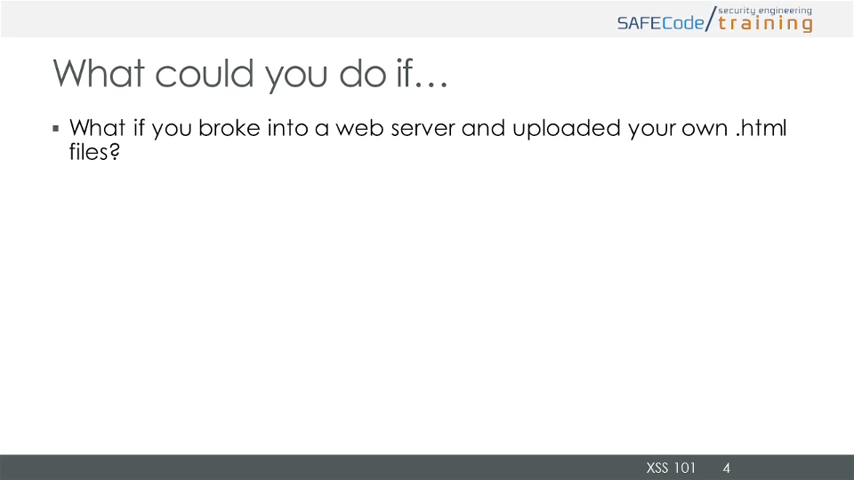 security engineering
SAFECode/training
What could you do if…
▪ What if you broke into a web server and uploaded your own .html
files?
XSS 101 4